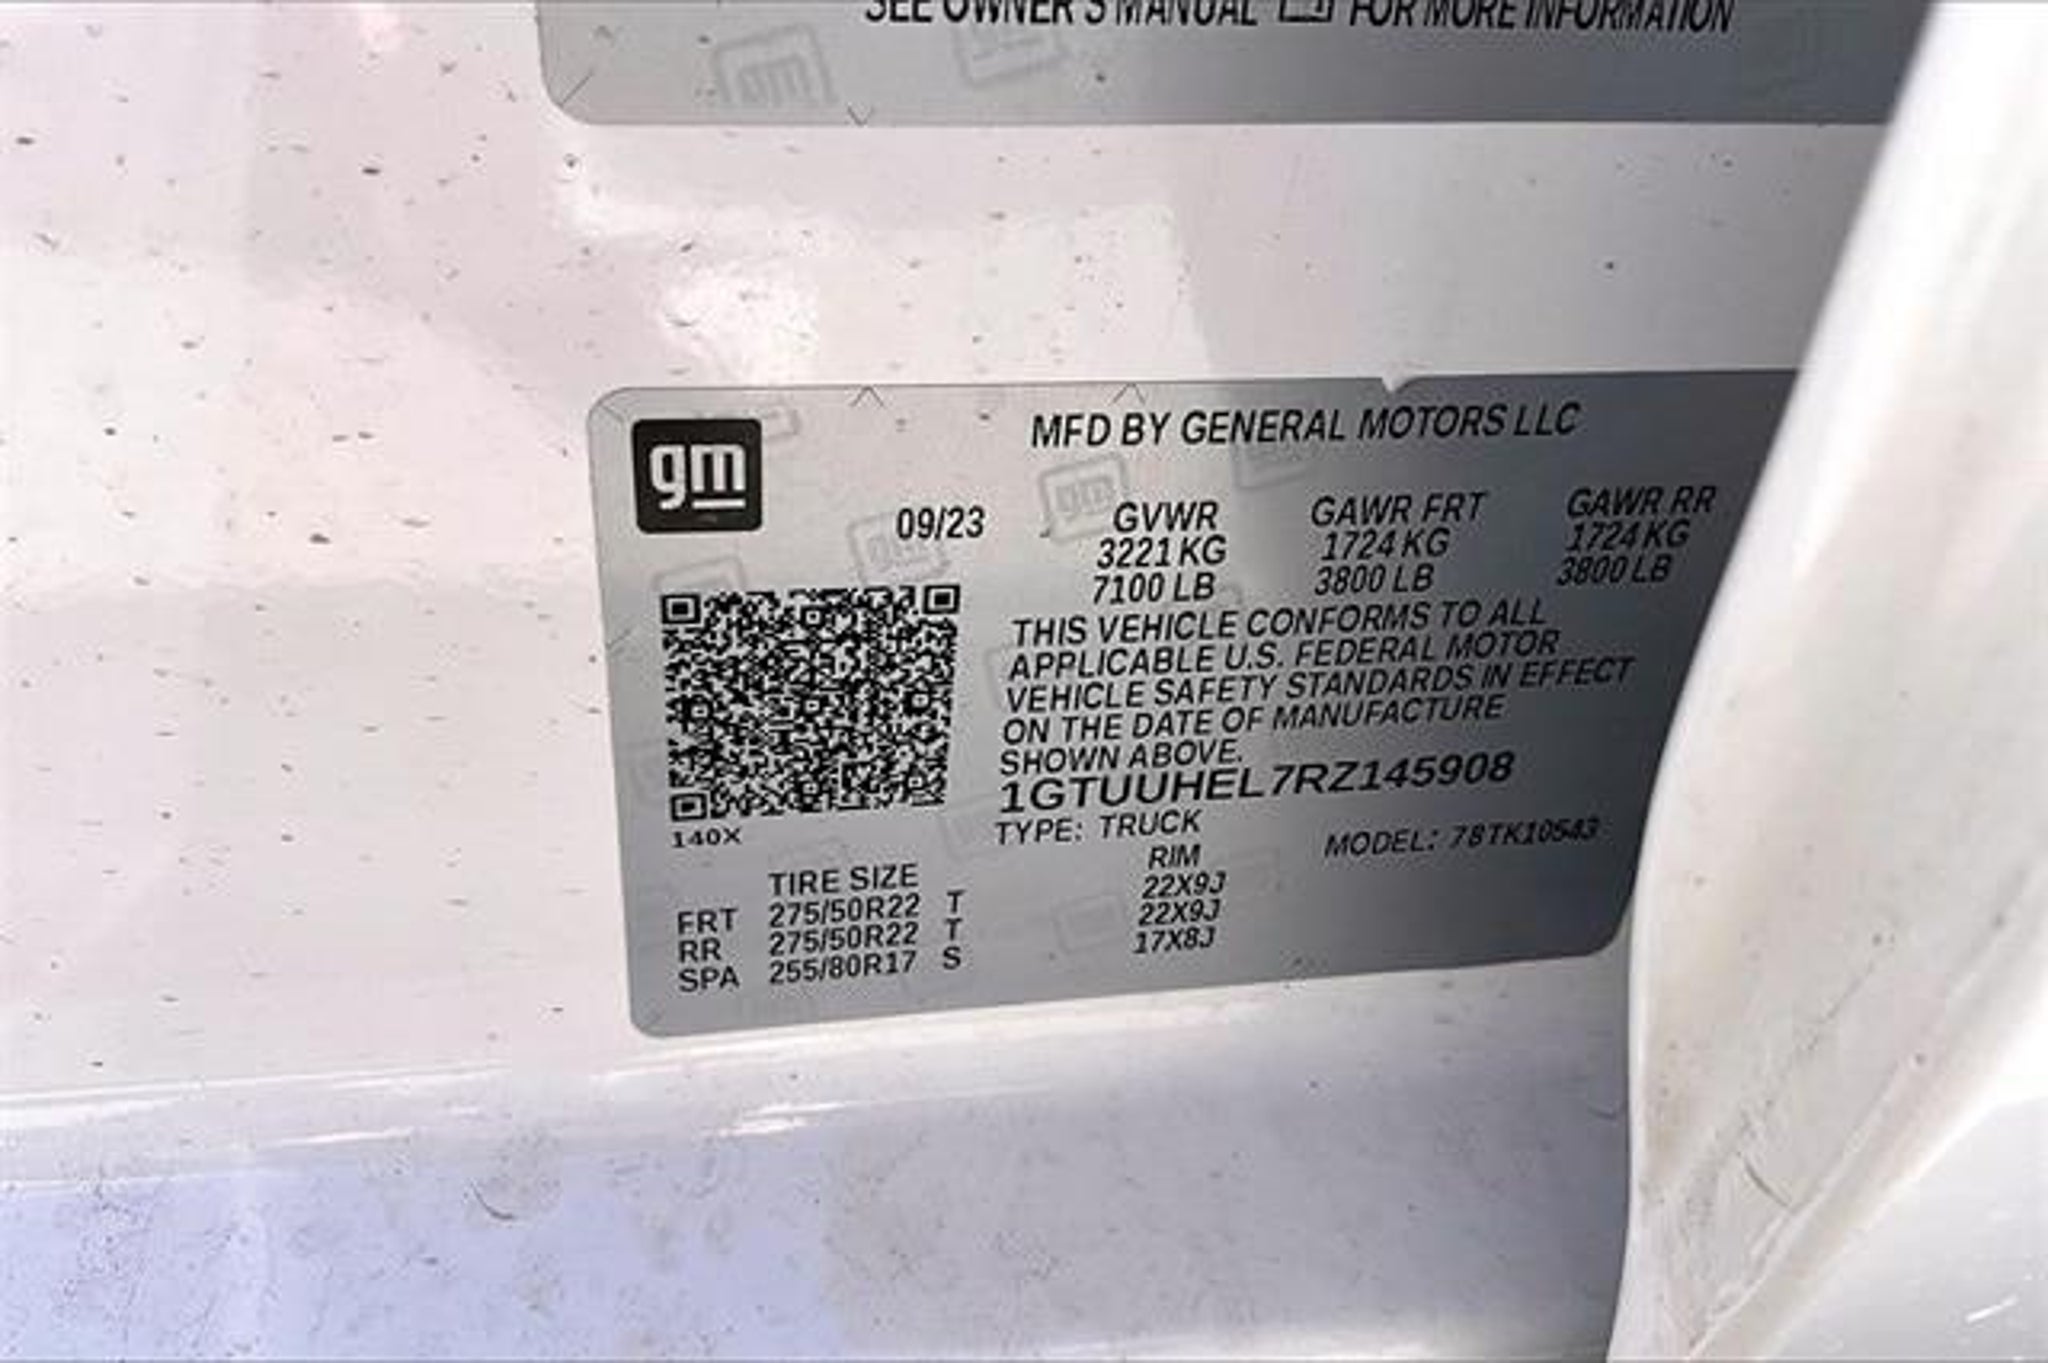 SEE OWNER'S MANUAL FOR MORE INFORMATION
gm
MFD BY GENERAL MOTORS LLC
09/23
GVWR GAWR FRT GAWR RR
3221 KG 1724 KG 1724 KG
7100 LB 3800 LB 3800 LB
THIS VEHICLE CONFORMS TO ALL
APPLICABLE U.S. FEDERAL MOTOR
VEHICLE SAFETY STANDARDS IN EFFECT
ON THE DATE OF MANUFACTURE
SHOWN ABOVE.
1GTUUHEL7RZ145908
140X
TYPE: TRUCK MODEL: 78TK10543
TIRE SIZE RIM
FRT 275/50R22 T 22X9J
RR 275/50R22 T 22X9J
SPA 255/80R17 S 17X8J